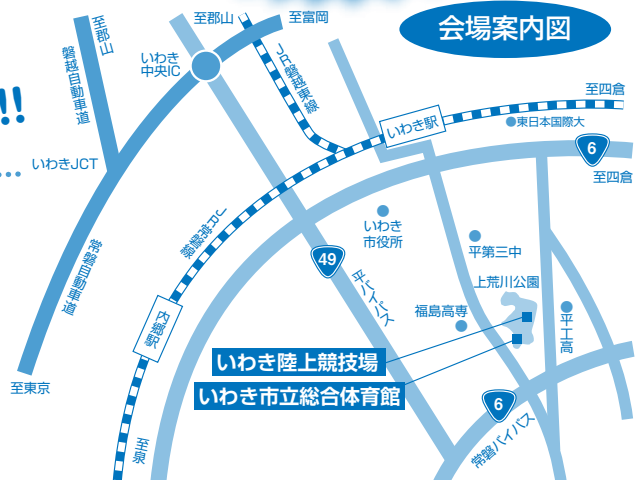 会場案内図
至郡山
至郡山
至富岡
磐越自動車道
いわき
中央IC
JR磐越東線
!!
いわき駅
至四倉
東日本国際大
6
至四倉
…
いわきJCT
JR常磐線
いわき
市役所
平第三中
49
平バイパス
上荒川公園
常磐自動車道
内郷駅
福島高専
平工高
いわき陸上競技場
いわき市立総合体育館
至東京
6
常磐バイパス
至泉